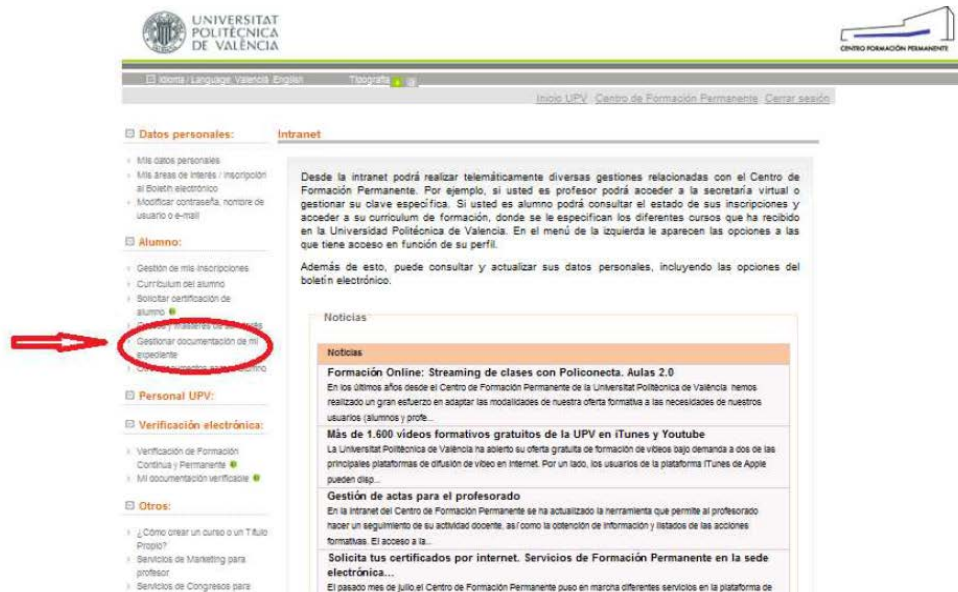 UNIVERSITAT
POLITÈCNICA
DE VALÈNCIA
CENTRO FORMACIÓN PERMANENTE
Idioma / Language: Valencià English Tipografía
Inicio UPV Centro de Formación Permanente Cerrar sesión
Datos personales:
Mis datos personales
Mis áreas de interés / Inscripción
al Boletín electrónico
Modificar contraseña, nombre de
usuario o e-mail
Alumno:
Gestión de mis inscripciones
Curriculum del alumno
Solicitar certificación de
alumno
Gestionar documentación de mi
expediente
Personal UPV:
Verificación electrónica:
Verificación de Formación
Continua y Permanente
Mi documentación verificable
Otros:
¿Cómo crear un curso o un Título
Propio?
Servicios de Marketing para
profesor
Servicios de Congresos para
Intranet
Desde la intranet podrá realizar telemáticamente diversas gestiones relacionadas con el Centro de
Formación Permanente. Por ejemplo, si usted es profesor podrá acceder a la secretaría virtual o
gestionar su clave específica. Si usted es alumno podrá consultar el estado de sus inscripciones y
acceder a su curriculum de formación, donde se le especifican los diferentes cursos que ha recibido
en la Universidad Politécnica de Valencia. En el menú de la izquierda le aparecen las opciones a las
que tiene acceso en función de su perfil.
Además de esto, puede consultar y actualizar sus datos personales, incluyendo las opciones del
boletín electrónico.
Noticias
Noticias
Formación Online: Streaming de clases con Policonecta. Aulas 2.0
En los últimos años desde el Centro de Formación Permanente de la Universitat Politècnica de València hemos
realizado un gran esfuerzo en adaptar las modalidades de nuestra oferta formativa a las necesidades de nuestros
usuarios (alumnos y profe...
Más de 1.600 vídeos formativos gratuitos de la UPV en iTunes y Youtube
La Universitat Politècnica de València ha abierto su oferta gratuita de formación de vídeos bajo demanda a dos de las
principales plataformas de difusión de vídeo en Internet. Por un lado, los usuarios de la plataforma iTunes de Apple
pueden disp...
Gestión de actas para el profesorado
En la intranet del Centro de Formación Permanente se ha actualizado la herramienta que permite al profesorado
hacer un seguimiento de su actividad docente, así como la obtención de información y listados de las acciones
formativas. El acceso a la...
Solicita tus certificados por internet. Servicios de Formación Permanente en la sede
electrónica...
El pasado mes de julio,el Centro de Formación Permanente puso en marcha diferentes servicios en la plataforma de